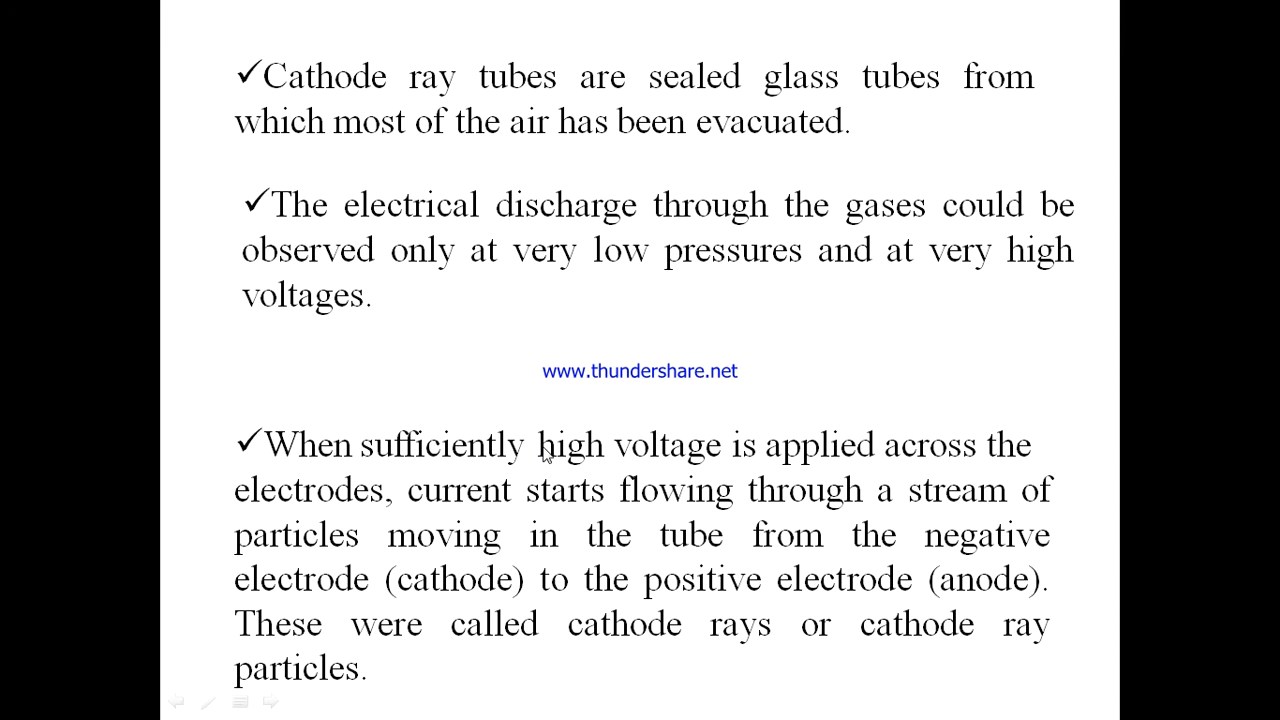 ✓Cathode ray tubes are sealed glass tubes from
which most of the air has been evacuated.
✓The electrical discharge through the gases could be
observed only at very low pressures and at very high
voltages.
www.thundershare.net
✓When sufficiently high voltage is applied across the
electrodes, current starts flowing through a stream of
particles moving in the tube from the negative
electrode (cathode) to the positive electrode (anode).
These were called cathode rays or cathode ray
particles.